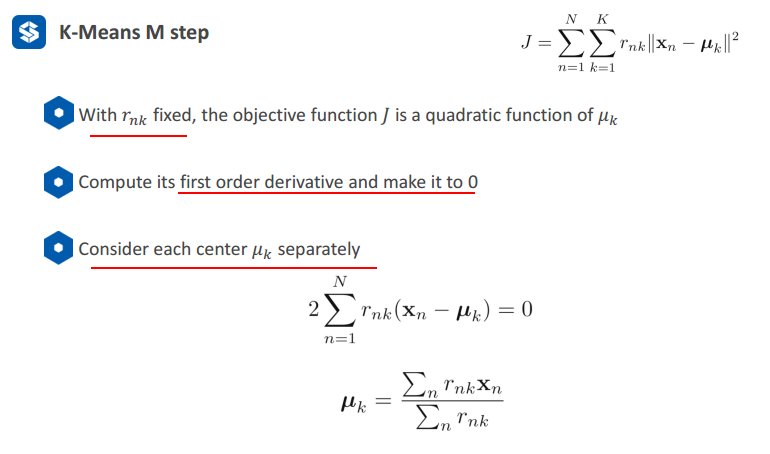 K-Means M step
J = \sum_{n=1}^{N} \sum_{k=1}^{K} r_{nk} \|\mathbf{x}_n - \boldsymbol{\mu}_k\|^2
With r_{nk} fixed, the objective function J is a quadratic function of μ_k
Compute its first order derivative and make it to 0
Consider each center μ_k separately
2 \sum_{n=1}^{N} r_{nk} (\mathbf{x}_n - \boldsymbol{\mu}_k) = 0
\boldsymbol{\mu}_k = \frac{\sum_n r_{nk} \mathbf{x}_n}{\sum_n r_{nk}}